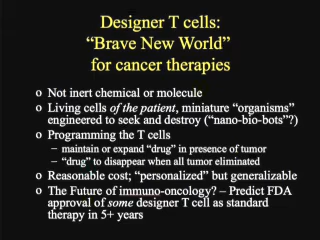 Designer T cells:
“Brave New World”
for cancer therapies
o Not inert chemical or molecule
o Living cells of the patient, miniature “organisms”
engineered to seek and destroy (“nano-bio-bots”?)
o Programming the T cells
– maintain or expand “drug” in presence of tumor
– “drug” to disappear when all tumor eliminated
o Reasonable cost; “personalized” but generalizable
o The Future of immuno-oncology? – Predict FDA
approval of some designer T cell as standard
therapy in 5+ years